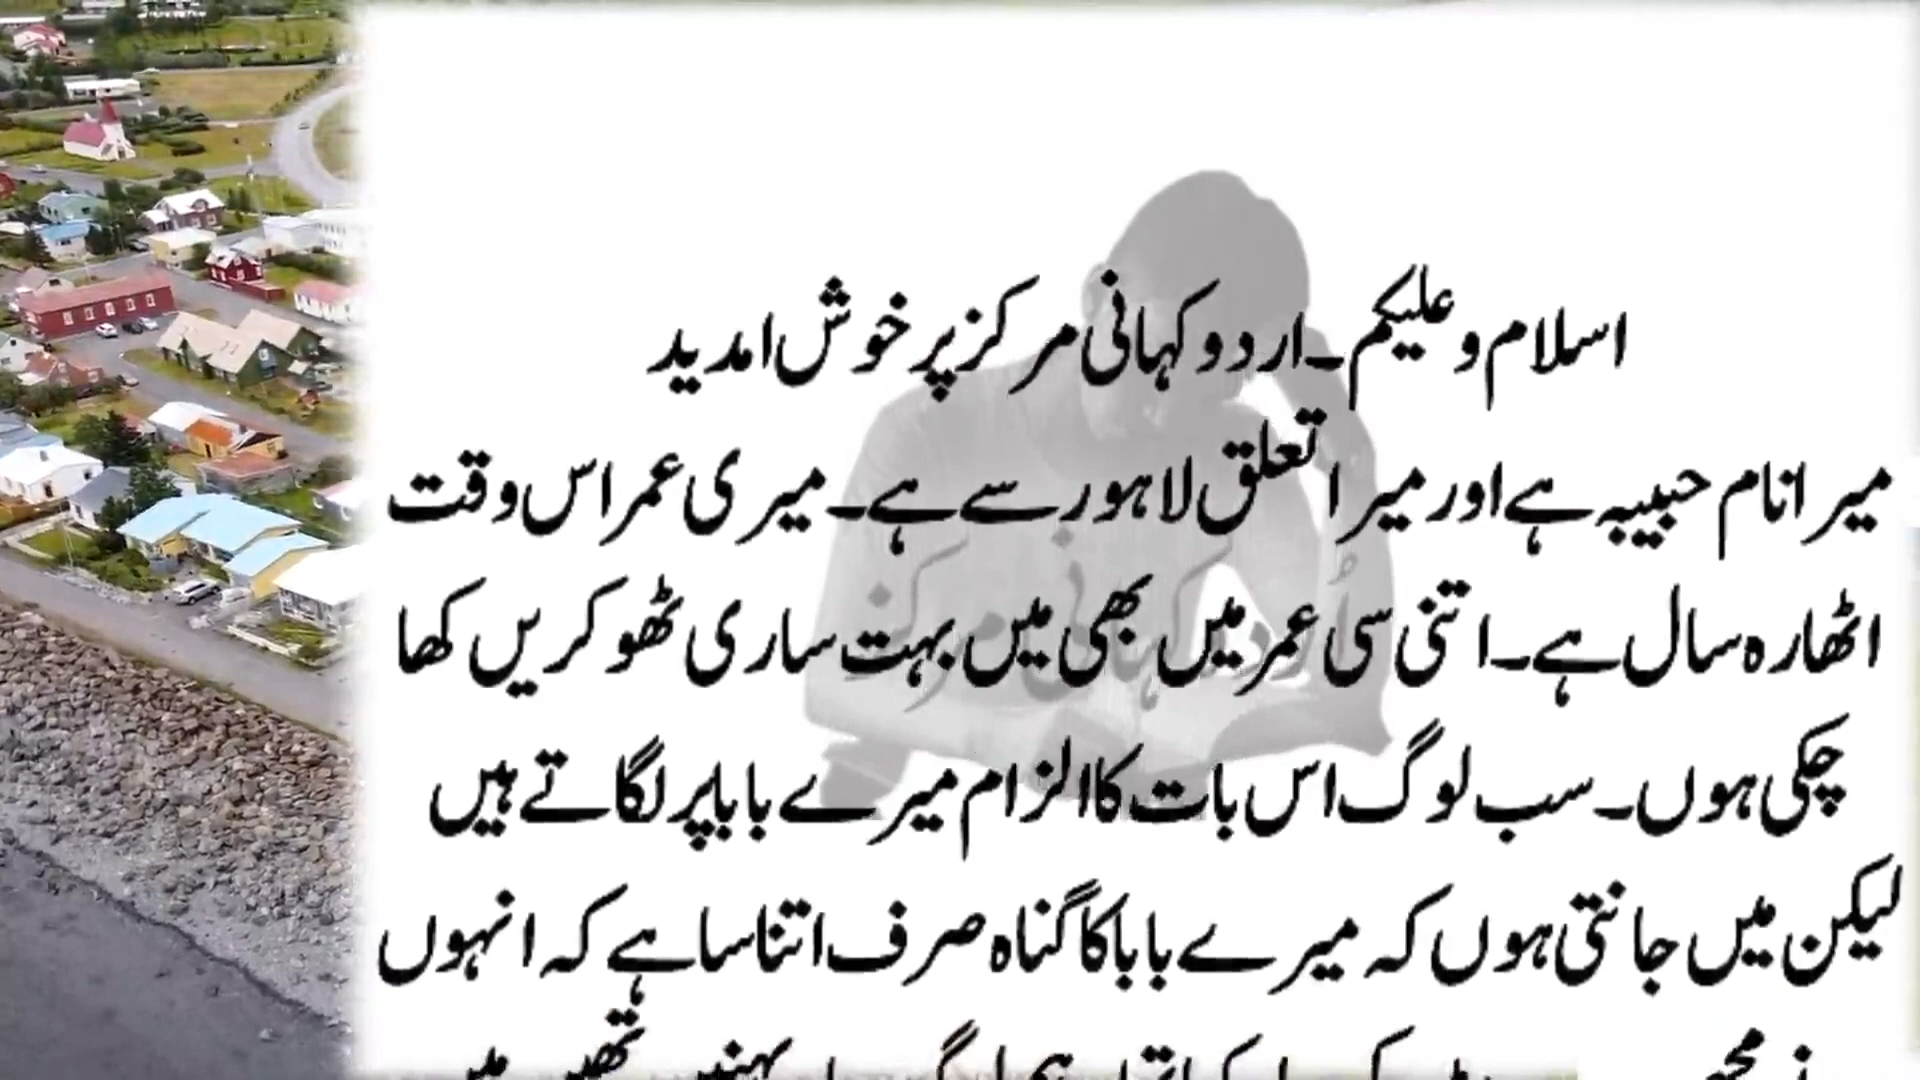 اسلام و علیکم۔ اردو کہانی مرکز پر خوش امدید
میرا نام حبیبہ ہے اور میرا تعلق لاہور سے ہے۔ میری عمر اس وقت
اٹھارہ سال ہے۔ اتنی سی عمر میں بھی میں بہت ساری ٹھوکریں کھا
چکی ہوں۔ سب لوگ اس بات کا الزام میرے بابا پر لگاتے ہیں
لیکن میں جانتی ہوں کہ میرے بابا کا گناہ صرف اتنا سا ہے کہ انہوں
اُردو کہانی مرکز